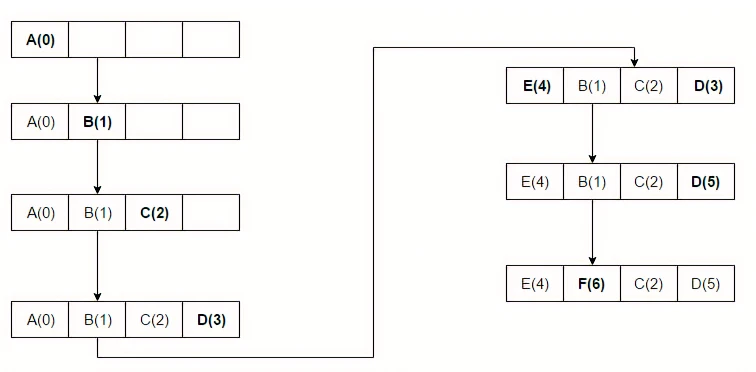 A(0)
A(0) B(1)
A(0) B(1) C(2)
A(0) B(1) C(2) D(3)
E(4) B(1) C(2) D(3)
E(4) B(1) C(2) D(5)
E(4) F(6) C(2) D(5)